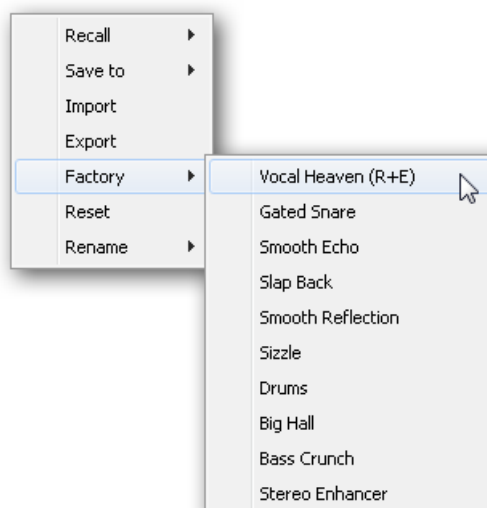 Recall
Save to
Import
Export
Factory
Reset
Rename
Vocal Heaven (R+E)
Gated Snare
Smooth Echo
Slap Back
Smooth Reflection
Sizzle
Drums
Big Hall
Bass Crunch
Stereo Enhancer